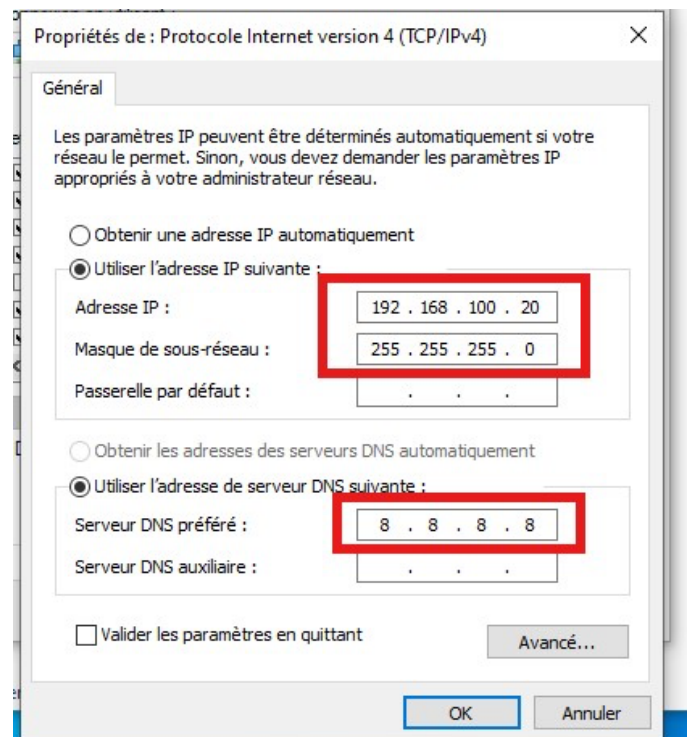 Propriétés de : Protocole Internet version 4 (TCP/IPv4)
Général
Les paramètres IP peuvent être déterminés automatiquement si votre
réseau le permet. Sinon, vous devez demander les paramètres IP
appropriés à votre administrateur réseau.
Obtenir une adresse IP automatiquement
Utiliser l’adresse IP suivante :
Adresse IP : 192 . 168 . 100 . 20
Masque de sous-réseau : 255 . 255 . 255 . 0
Passerelle par défaut : . . .
Obtenir les adresses des serveurs DNS automatiquement
Utiliser l’adresse de serveur DNS suivante :
Serveur DNS préféré : 8 . 8 . 8 . 8
Serveur DNS auxiliaire : . . .
Valider les paramètres en quittant
Avancé...
OK Annuler